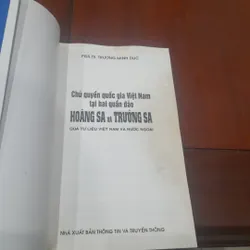 PGS.TS. TRƯƠNG MINH DỤC
Chủ quyền quốc gia Việt Nam
tại hai quần đảo
HOÀNG SA VÀ TRƯỜNG SA
QUA TƯ LIỆU VIỆT NAM VÀ NƯỚC NGOÀI
NHÀ XUẤT BẢN THÔNG TIN VÀ TRUYỀN THÔNG